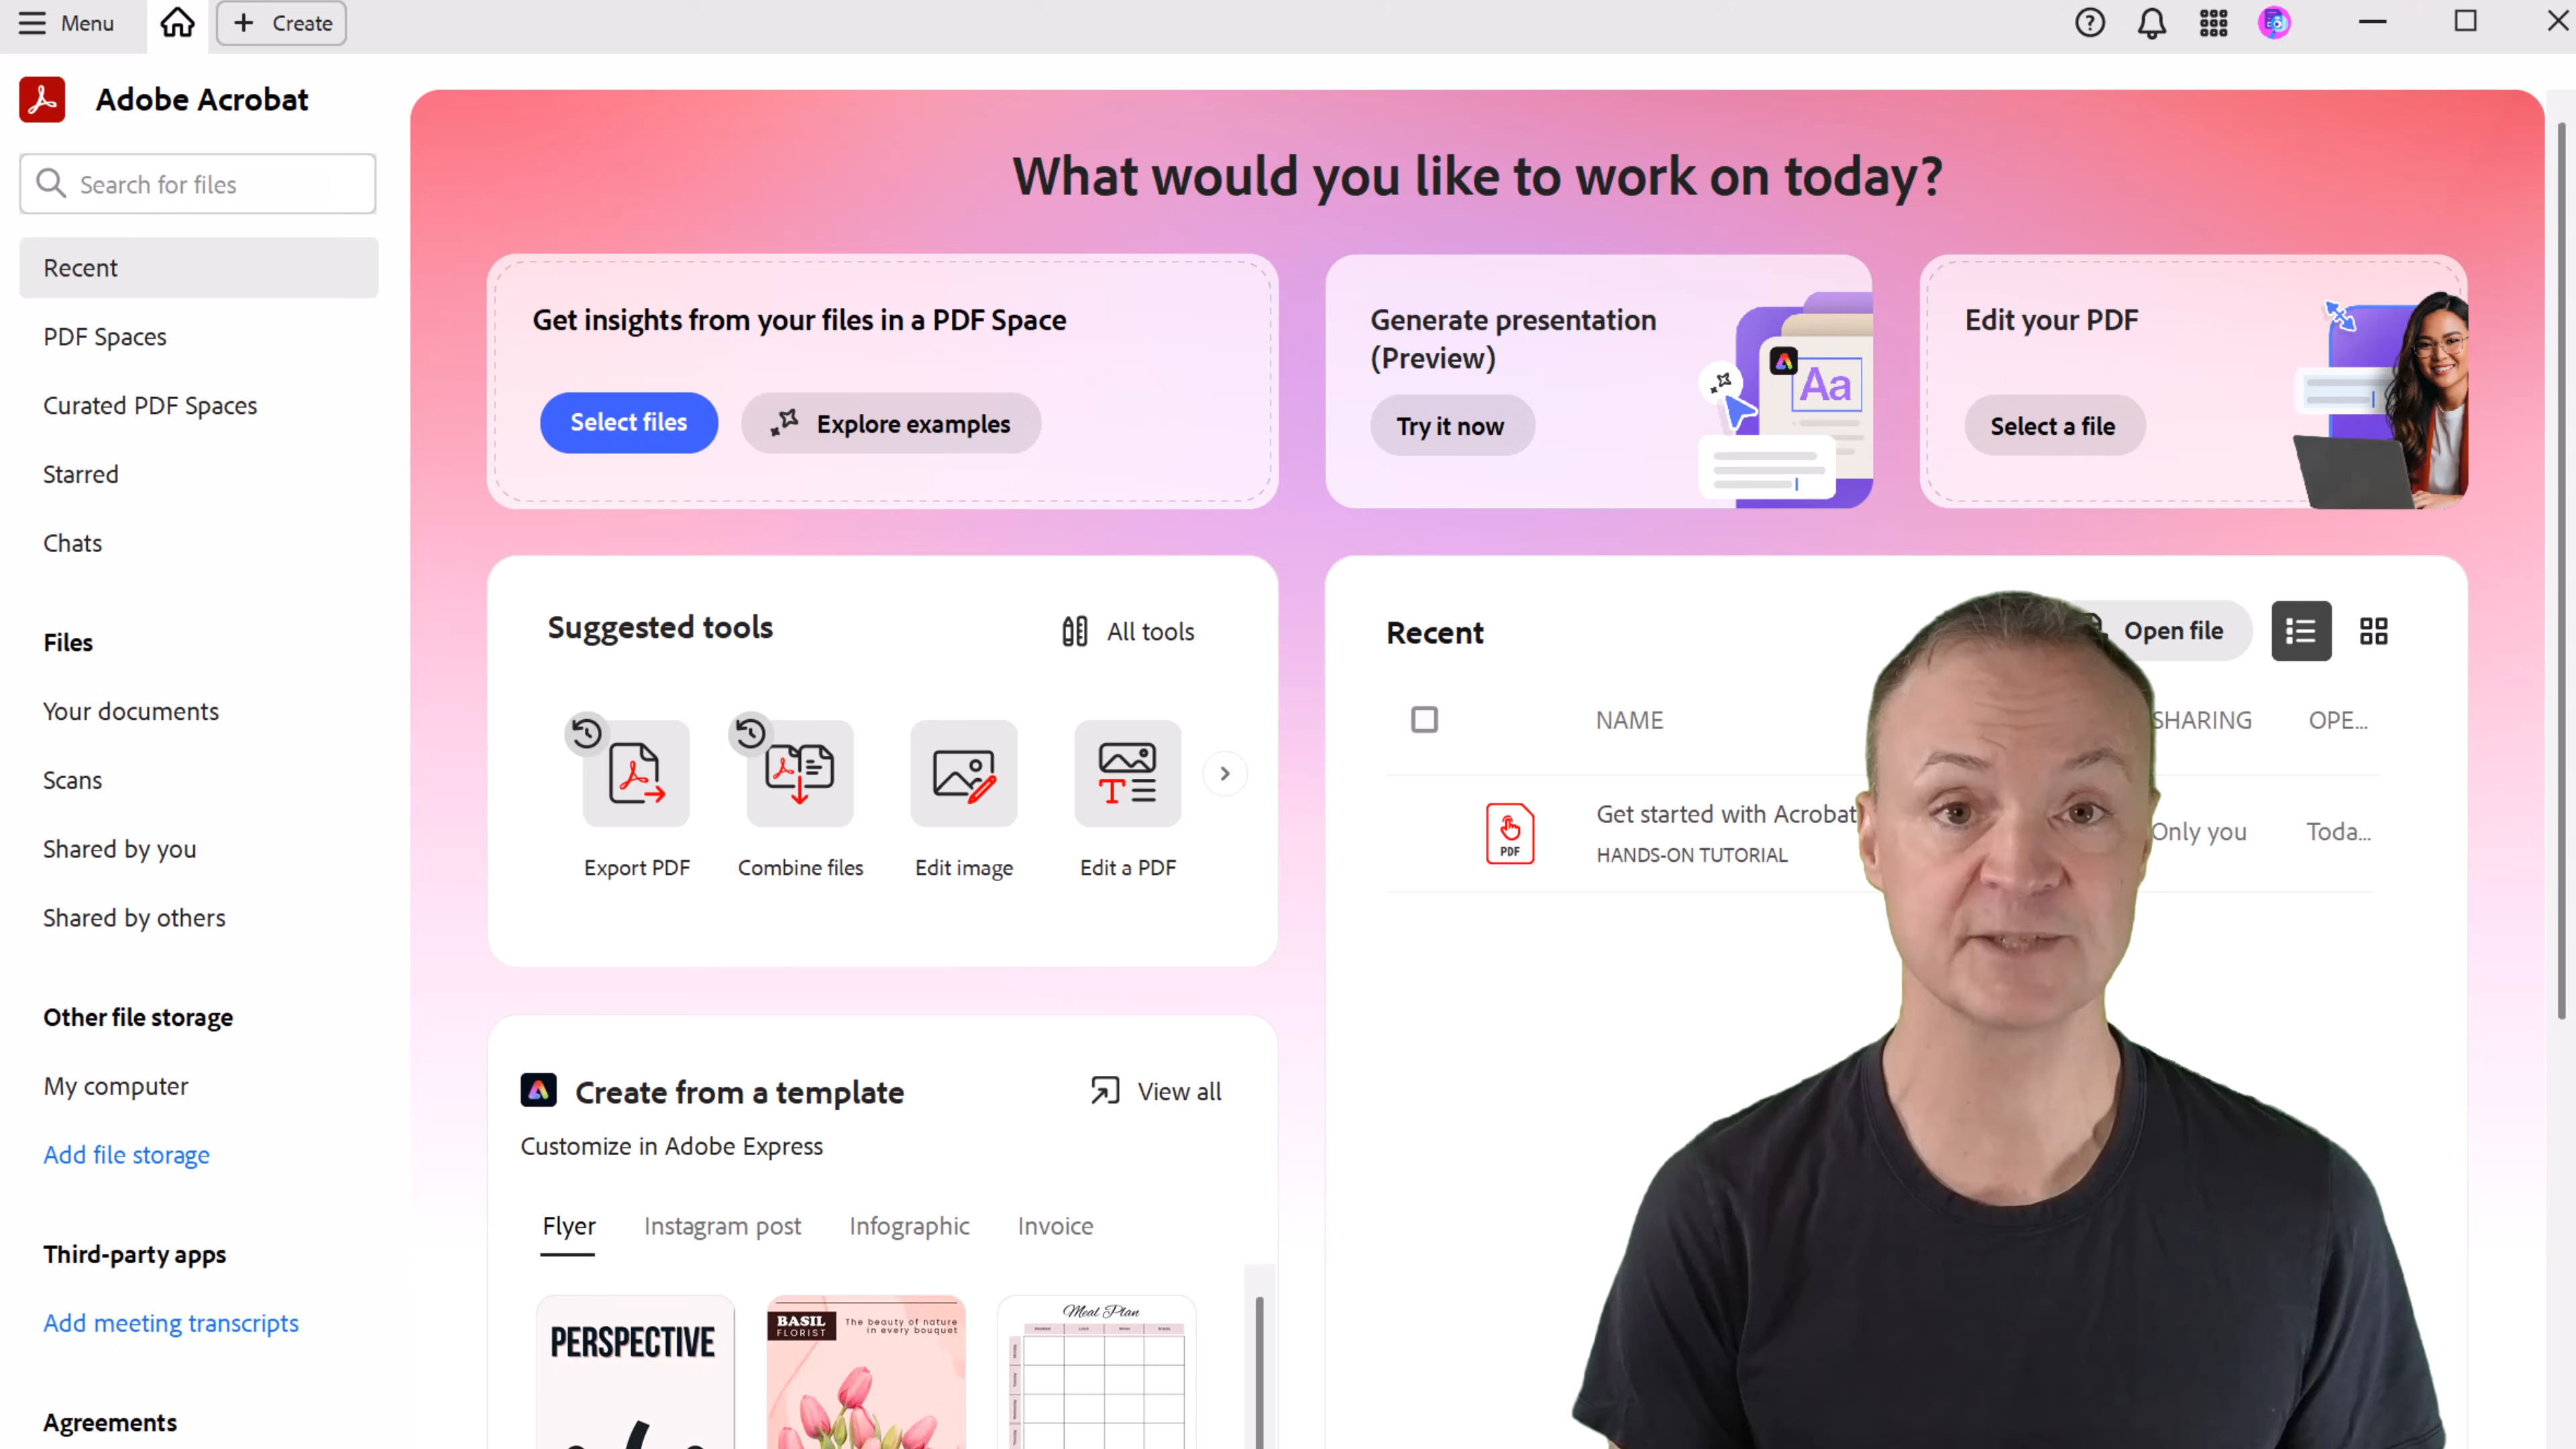 Menu
Create
Adobe Acrobat
Search for files
Recent
PDF Spaces
Curated PDF Spaces
Starred
Chats
Files
Your documents
Scans
Shared by you
Shared by others
Other file storage
My computer
Add file storage
Third-party apps
Add meeting transcripts
Agreements
What would you like to work on today?
Get insights from your files in a PDF Space
Select files
Explore examples
Generate presentation
(Preview)
Try it now
Aa
Edit your PDF
Select a file
Suggested tools
All tools
Export PDF
Combine files
Edit image
Edit a PDF
Create from a template
View all
Customize in Adobe Express
Flyer
Instagram post
Infographic
Invoice
PERSPECTIVE
BASIL
FLORIST
The beauty of nature
in every bouquet
Meal Plan
Recent
Open file
NAME
SHARING
OPE...
PDF
Get started with Acrobat
HANDS-ON TUTORIAL
Only you
Toda...